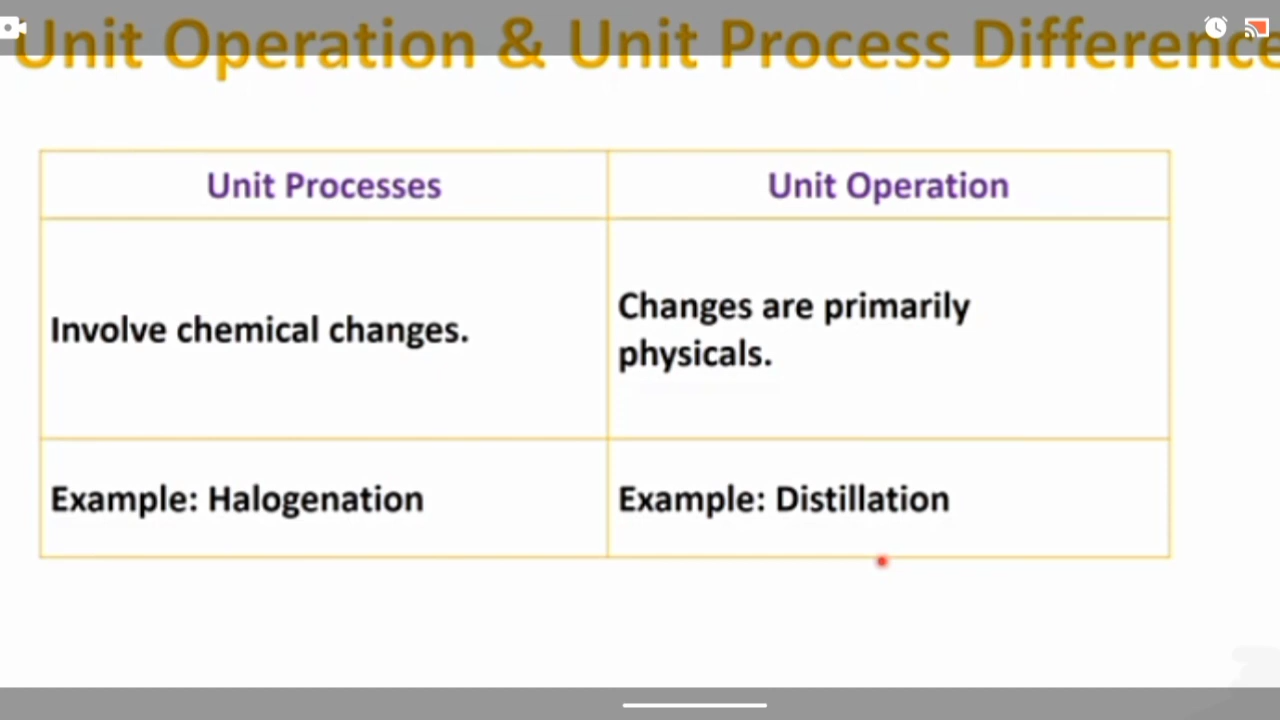 Unit Operation & Unit Process Difference
Unit Processes
Unit Operation
Involve chemical changes.
Changes are primarily
physicals.
Example: Halogenation
Example: Distillation